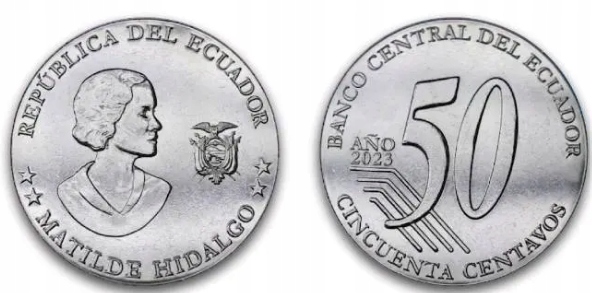 REPÚBLICA DEL ECUADOR
MATILDE HIDALGO
BANCO CENTRAL DEL ECUADOR
50
AÑO
2023
CINCUENTA CENTAVOS